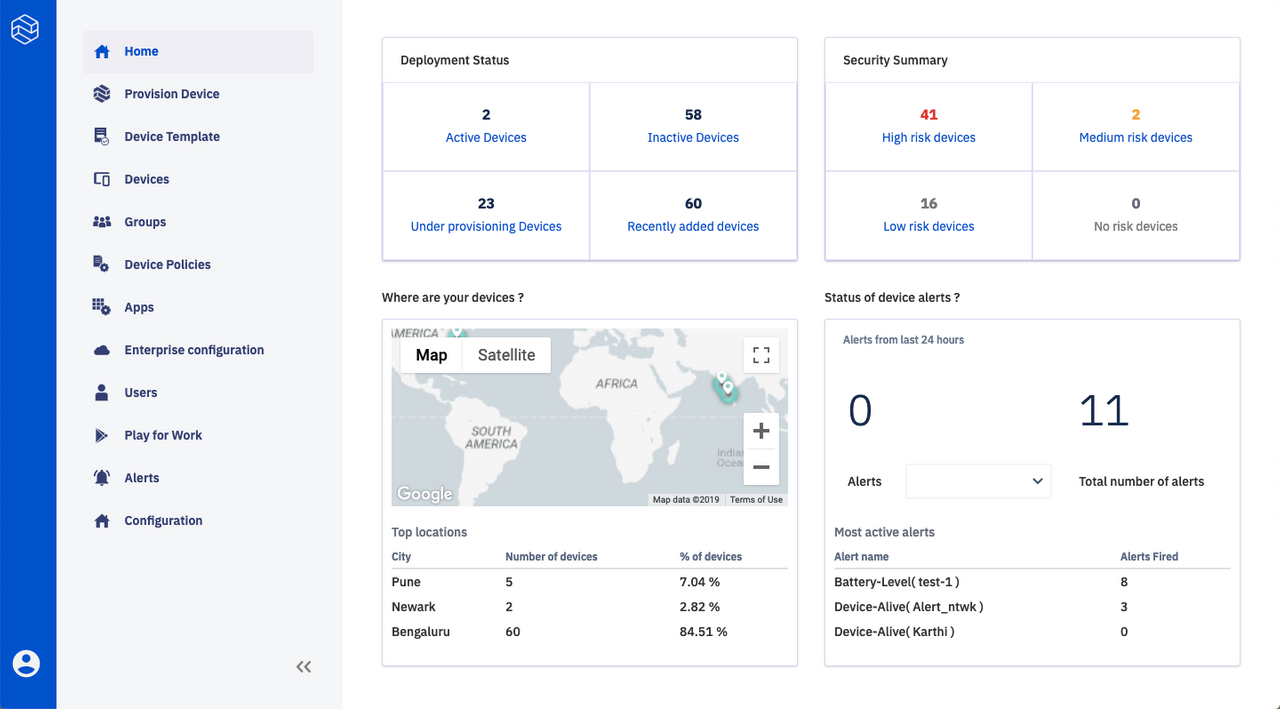 Home
Provision Device
Device Template
Devices
Groups
Device Policies
Apps
Enterprise configuration
Users
Play for Work
Alerts
Configuration
Deployment Status
2
Active Devices
58
Inactive Devices
23
Under provisioning Devices
60
Recently added devices
Security Summary
41
High risk devices
2
Medium risk devices
16
Low risk devices
0
No risk devices
Where are your devices ?
AMERICA
Map
Satellite
AFRICA
SOUTH
AMERICA
Google
Map data ©2019
Terms of Use
Top locations
City Number of devices % of devices
Pune 5 7.04 %
Newark 2 2.82 %
Bengaluru 60 84.51 %
Status of device alerts ?
Alerts from last 24 hours
0
11
Alerts
Total number of alerts
Most active alerts
Alert name Alerts Fired
Battery-Level( test-1 ) 8
Device-Alive( Alert_ntwk ) 3
Device-Alive( Karthi ) 0